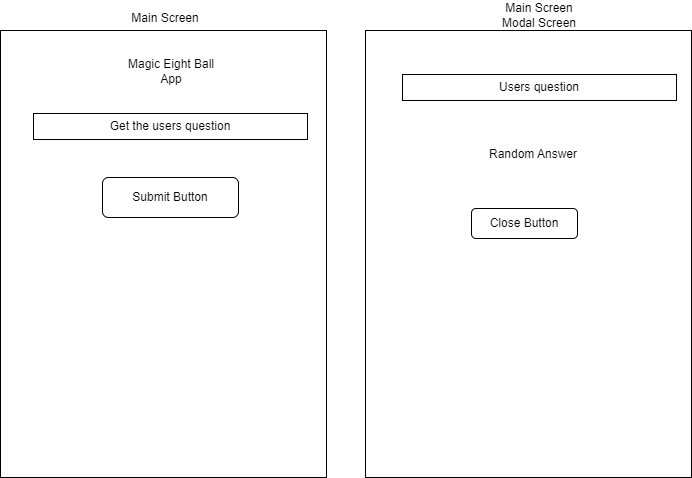 Main Screen
Magic Eight Ball
App
Get the users question
Submit Button
Main Screen
Modal Screen
Users question
Random Answer
Close Button